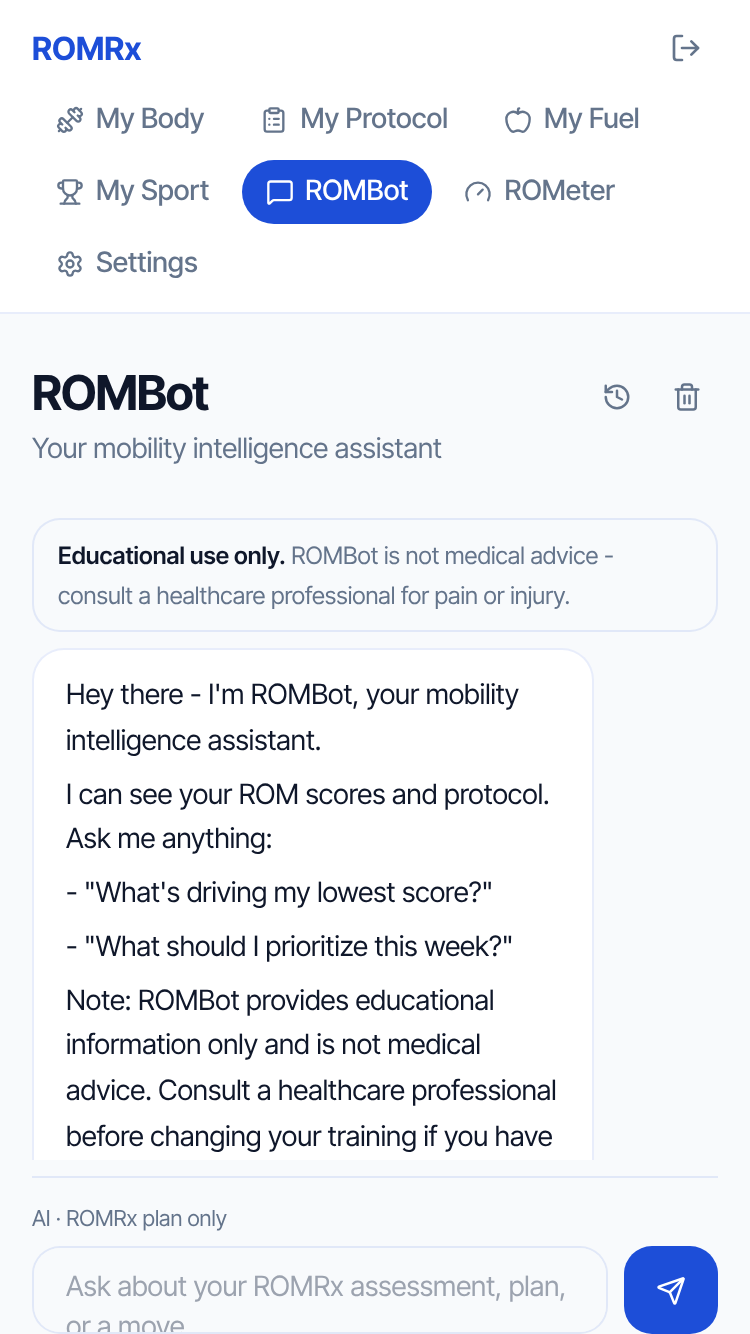 ROMRx
My Body
My Protocol
My Fuel
My Sport
ROMBot
ROMeter
Settings
ROMBot
Your mobility intelligence assistant
Educational use only. ROMBot is not medical advice -
consult a healthcare professional for pain or injury.
Hey there - I'm ROMBot, your mobility
intelligence assistant.
I can see your ROM scores and protocol.
Ask me anything:
- "What's driving my lowest score?"
- "What should I prioritize this week?"
Note: ROMBot provides educational
information only and is not medical
advice. Consult a healthcare professional
before changing your training if you have
AI · ROMRx plan only
Ask about your ROMRx assessment, plan,
or a move